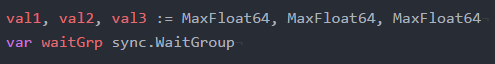 val1, val2, val3 := MaxFloat64, MaxFloat64, MaxFloat64
var waitGrp sync.WaitGroup